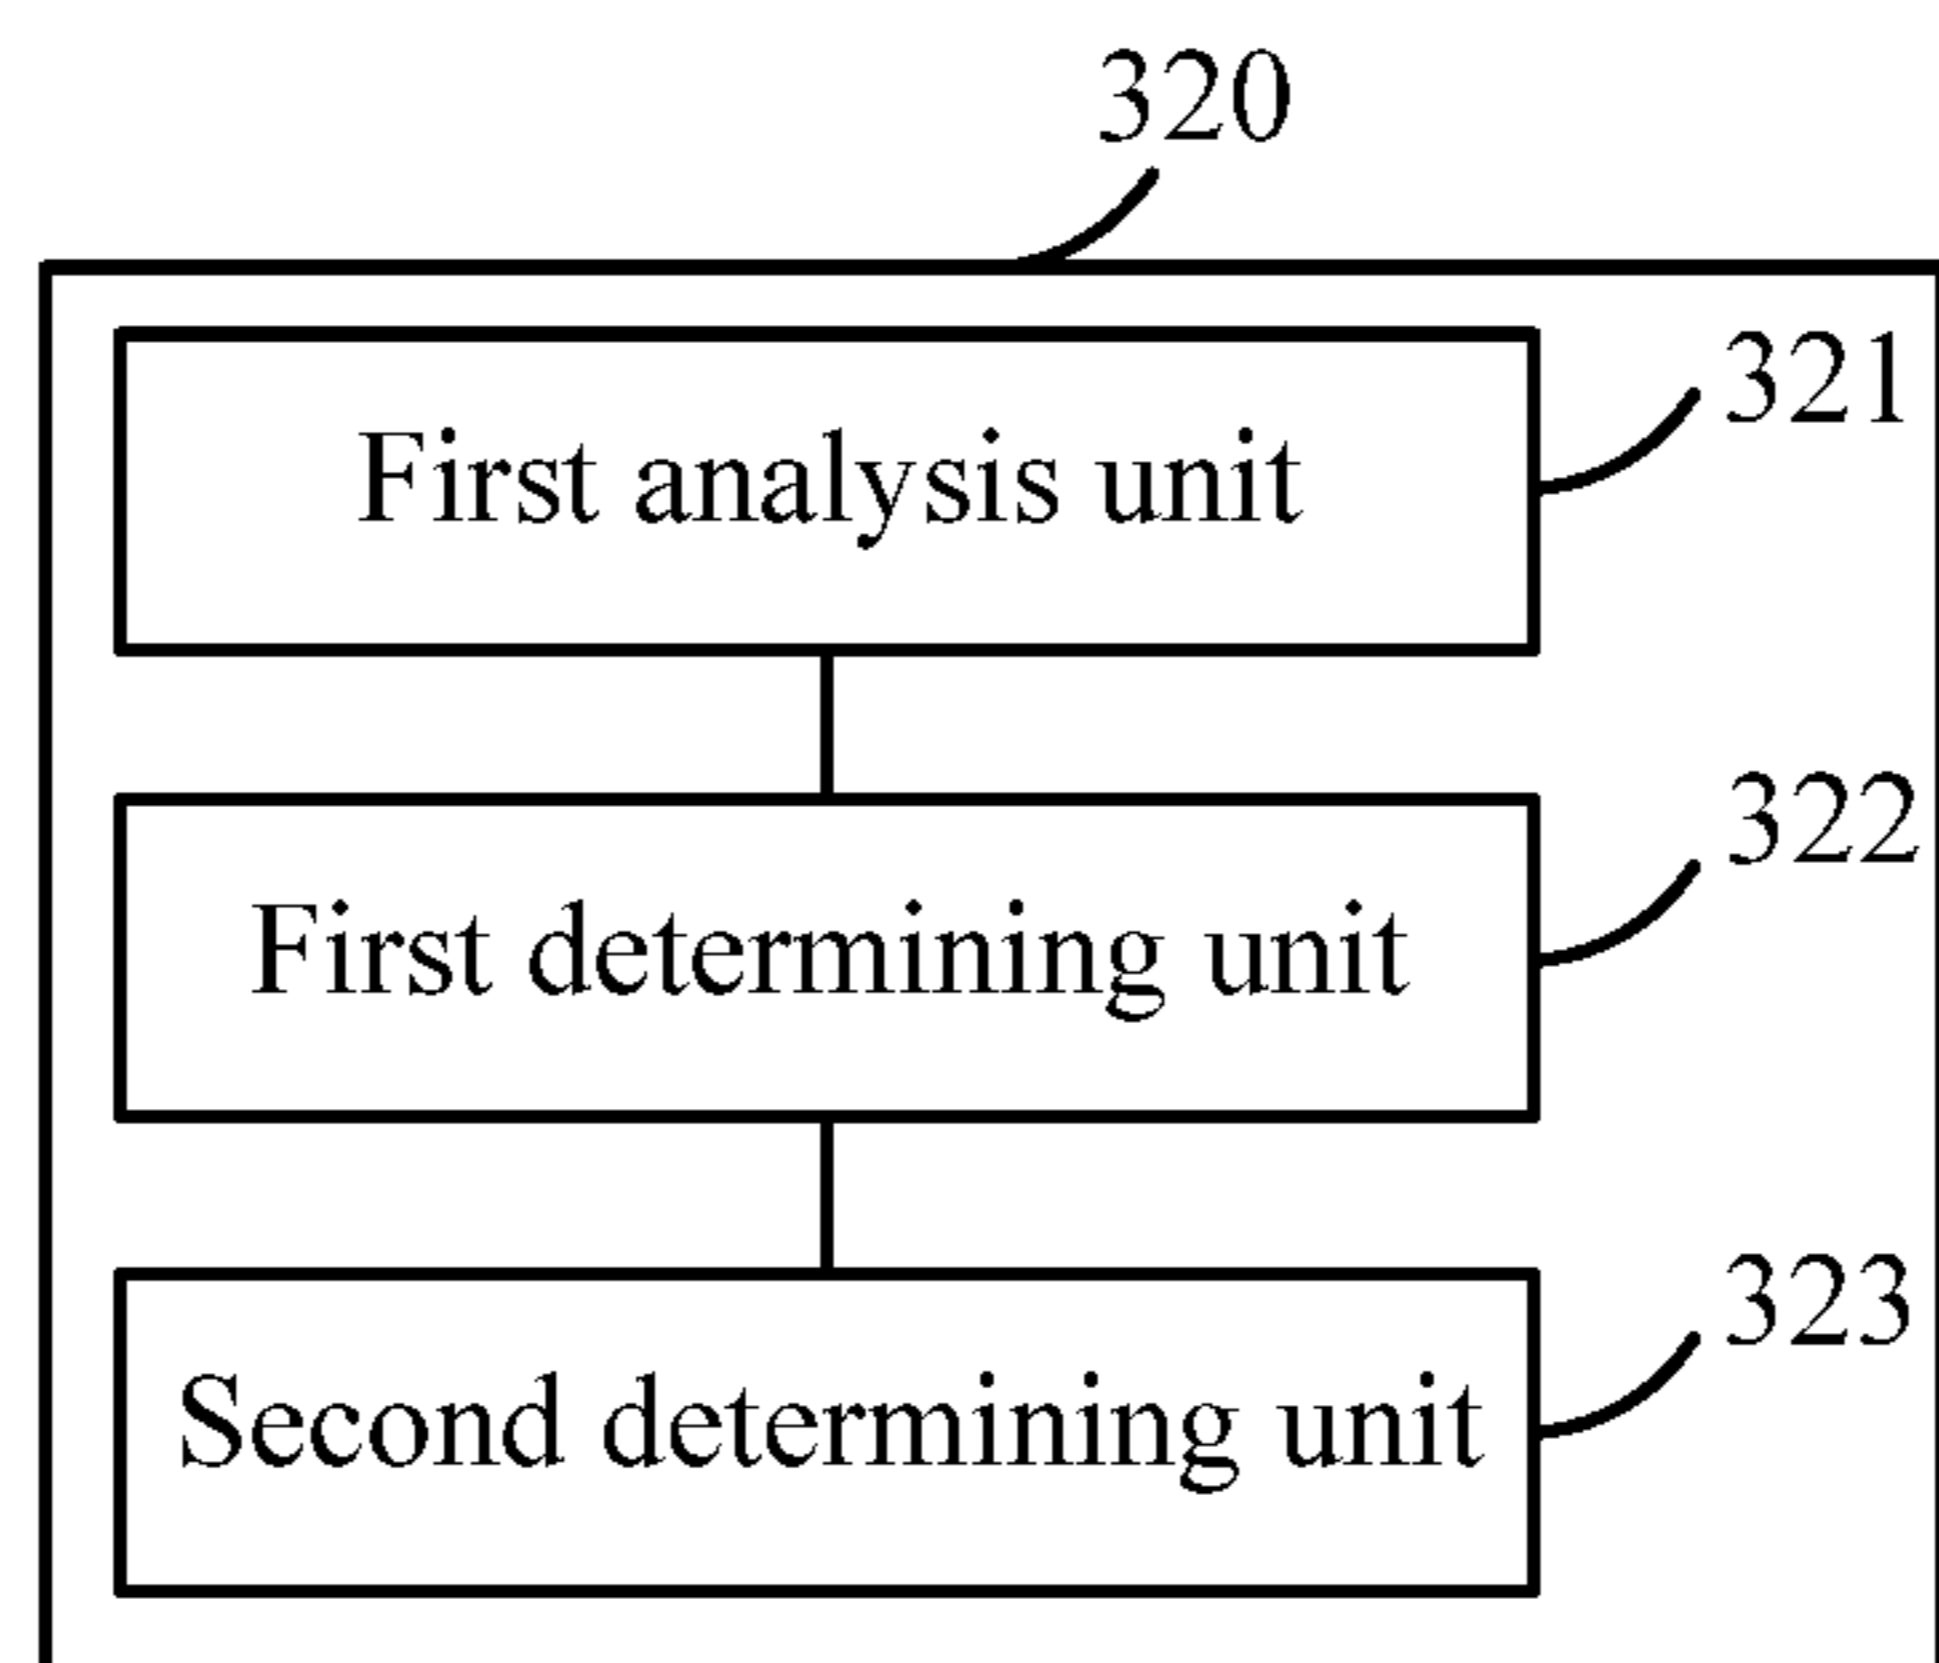 320
First analysis unit
321
First determining unit
322
Second determining unit
323